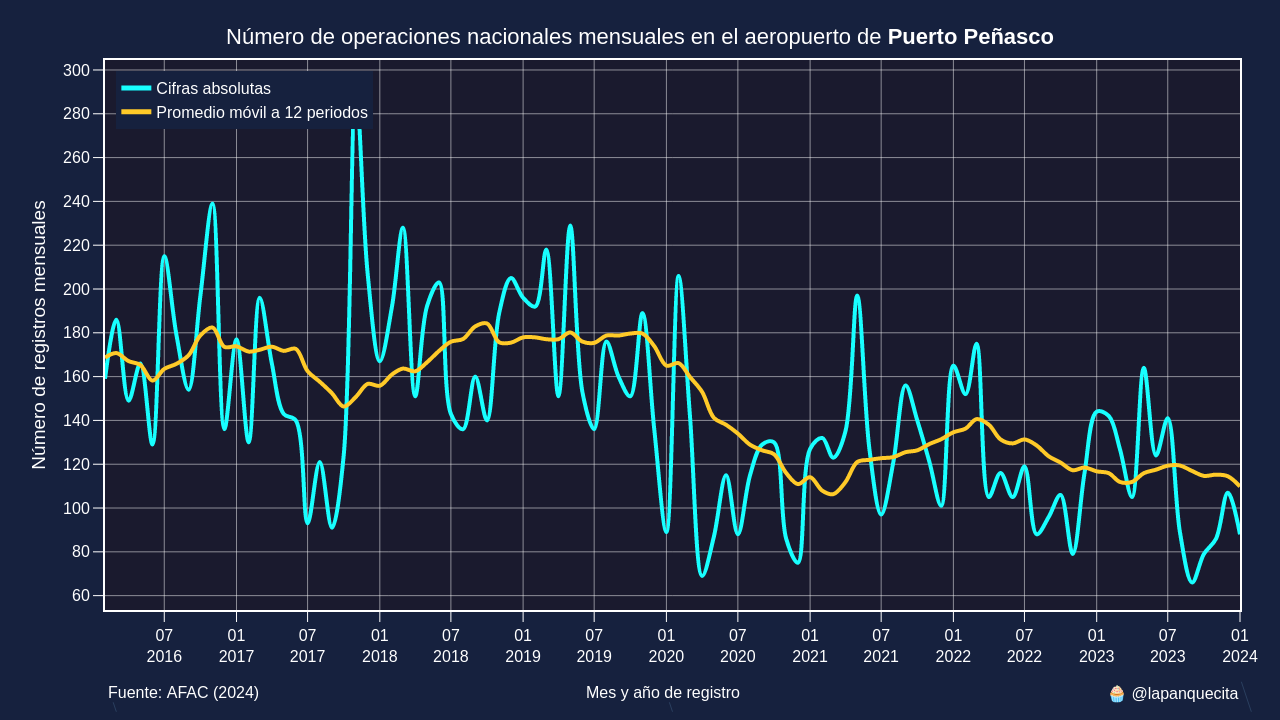 Número de operaciones nacionales mensuales en el aeropuerto de Puerto Peñasco
Cifras absolutas
Promedio móvil a 12 periodos
Número de registros mensuales
300
280
260
240
220
200
180
160
140
120
100
80
60
07 01 07 01 07 01 07 01 07 01 07 01 07 01 07 01
2016 2017 2017 2018 2018 2019 2019 2020 2020 2021 2021 2022 2022 2023 2023 2024
Fuente: AFAC (2024)
Mes y año de registro
🧁 @lapanquecita